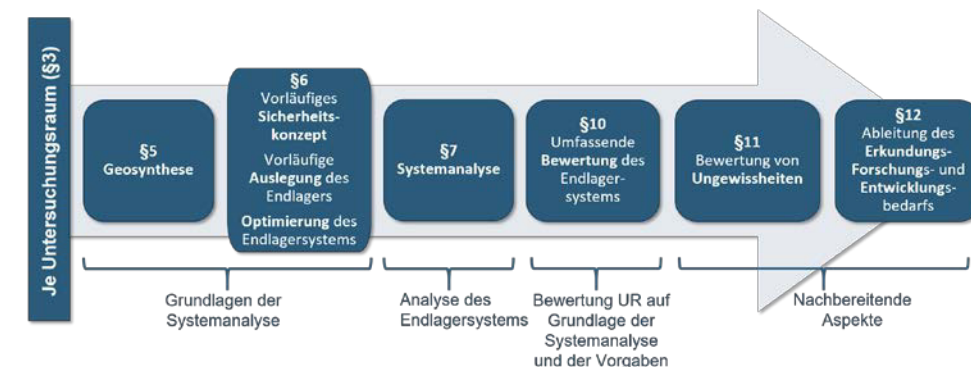 Je Untersuchungsraum (§3)
§5
Geosynthese
§6
Vorläufiges
Sicherheits-
konzept
Vorläufige
Auslegung des
Endlagers
Optimierung des
Endlagersystems
§7
Systemanalyse
§10
Umfassende
Bewertung des
Endlager-
systems
§11
Bewertung von
Ungewissheiten
§12
Ableitung des
Erkundungs-
Forschungs- und
Entwicklungs-
bedarfs
Grundlagen der
Systemanalyse
Analyse des
Endlagersystems
Bewertung UR auf
Grundlage der
Systemanalyse
und der Vorgaben
Nachbereitende
Aspekte